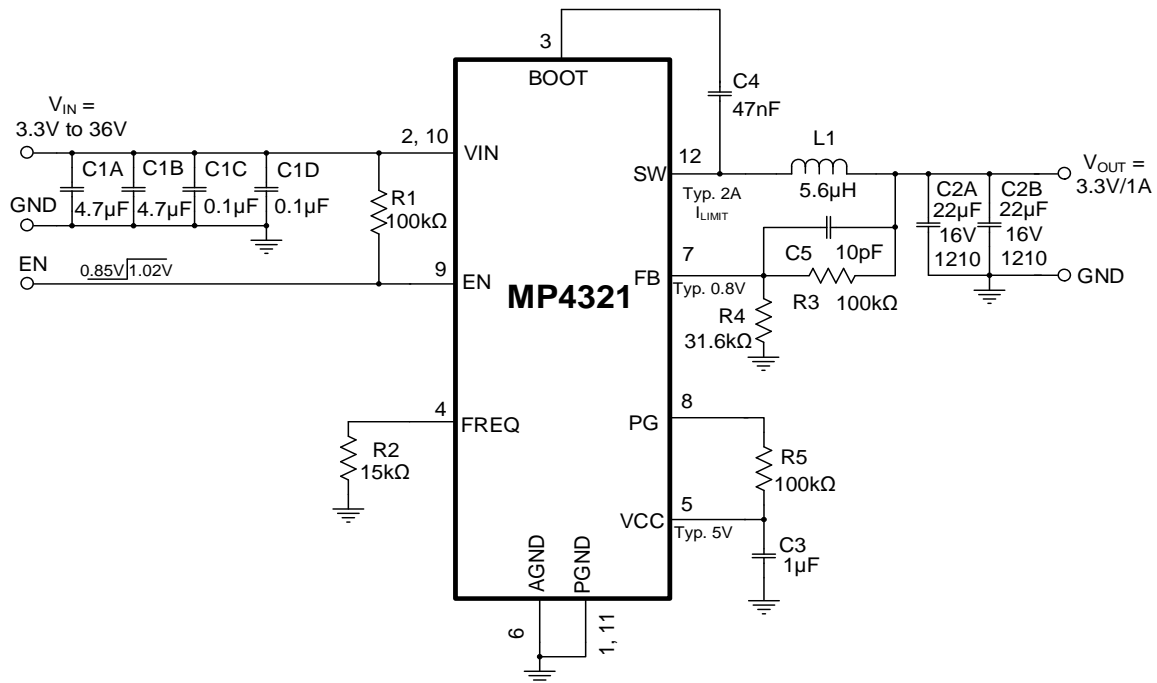 3
BOOT
C4
47nF
V_IN =
3.3V to 36V
2, 10
VIN
C1A
C1B
C1C
C1D
4.7µF
4.7µF
0.1µF
0.1µF
GND
R1
100kΩ
EN
0.85V
1.02V
9
EN
MP4321
12
SW
Typ. 2A
I_LIMIT
L1
5.6µH
V_OUT =
3.3V/1A
C2A
22µF
16V
1210
C2B
22µF
16V
1210
GND
7
FB
Typ. 0.8V
C5
10pF
R3
100kΩ
R4
31.6kΩ
4
FREQ
R2
15kΩ
8
PG
R5
100kΩ
5
VCC
Typ. 5V
C3
1µF
AGND
PGND
6
1, 11